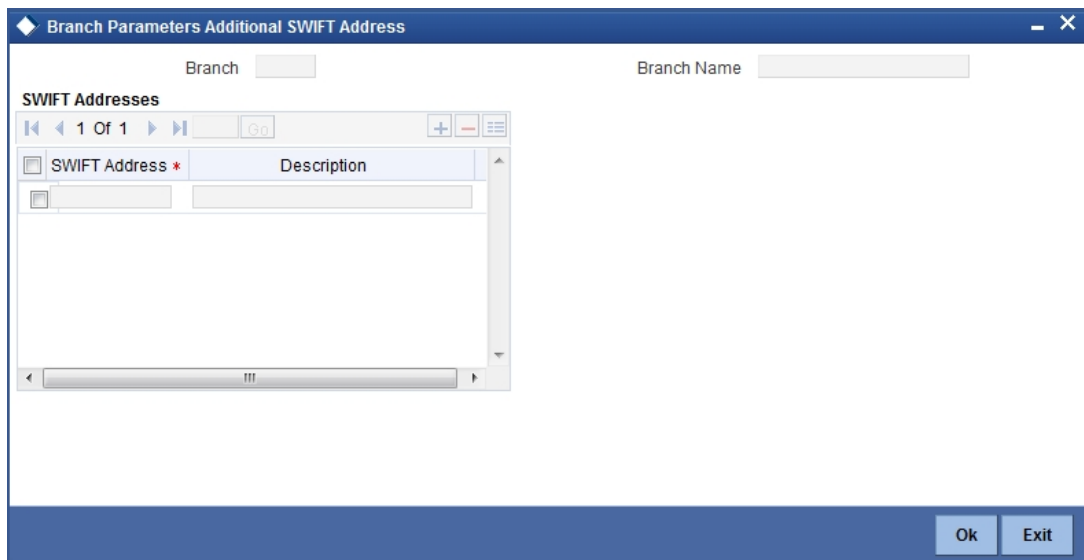 Branch Parameters Additional SWIFT Address
Branch Branch Name
SWIFT Addresses
1 Of 1 Go
SWIFT Address * Description
Ok Exit